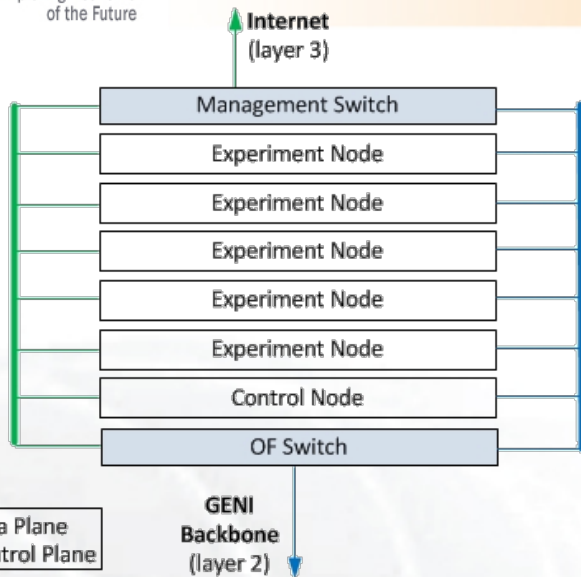 of the Future
Internet
(layer 3)
Management Switch
Experiment Node
Experiment Node
Experiment Node
Experiment Node
Experiment Node
Control Node
OF Switch
GENI
Backbone
(layer 2)
Plane
Plane